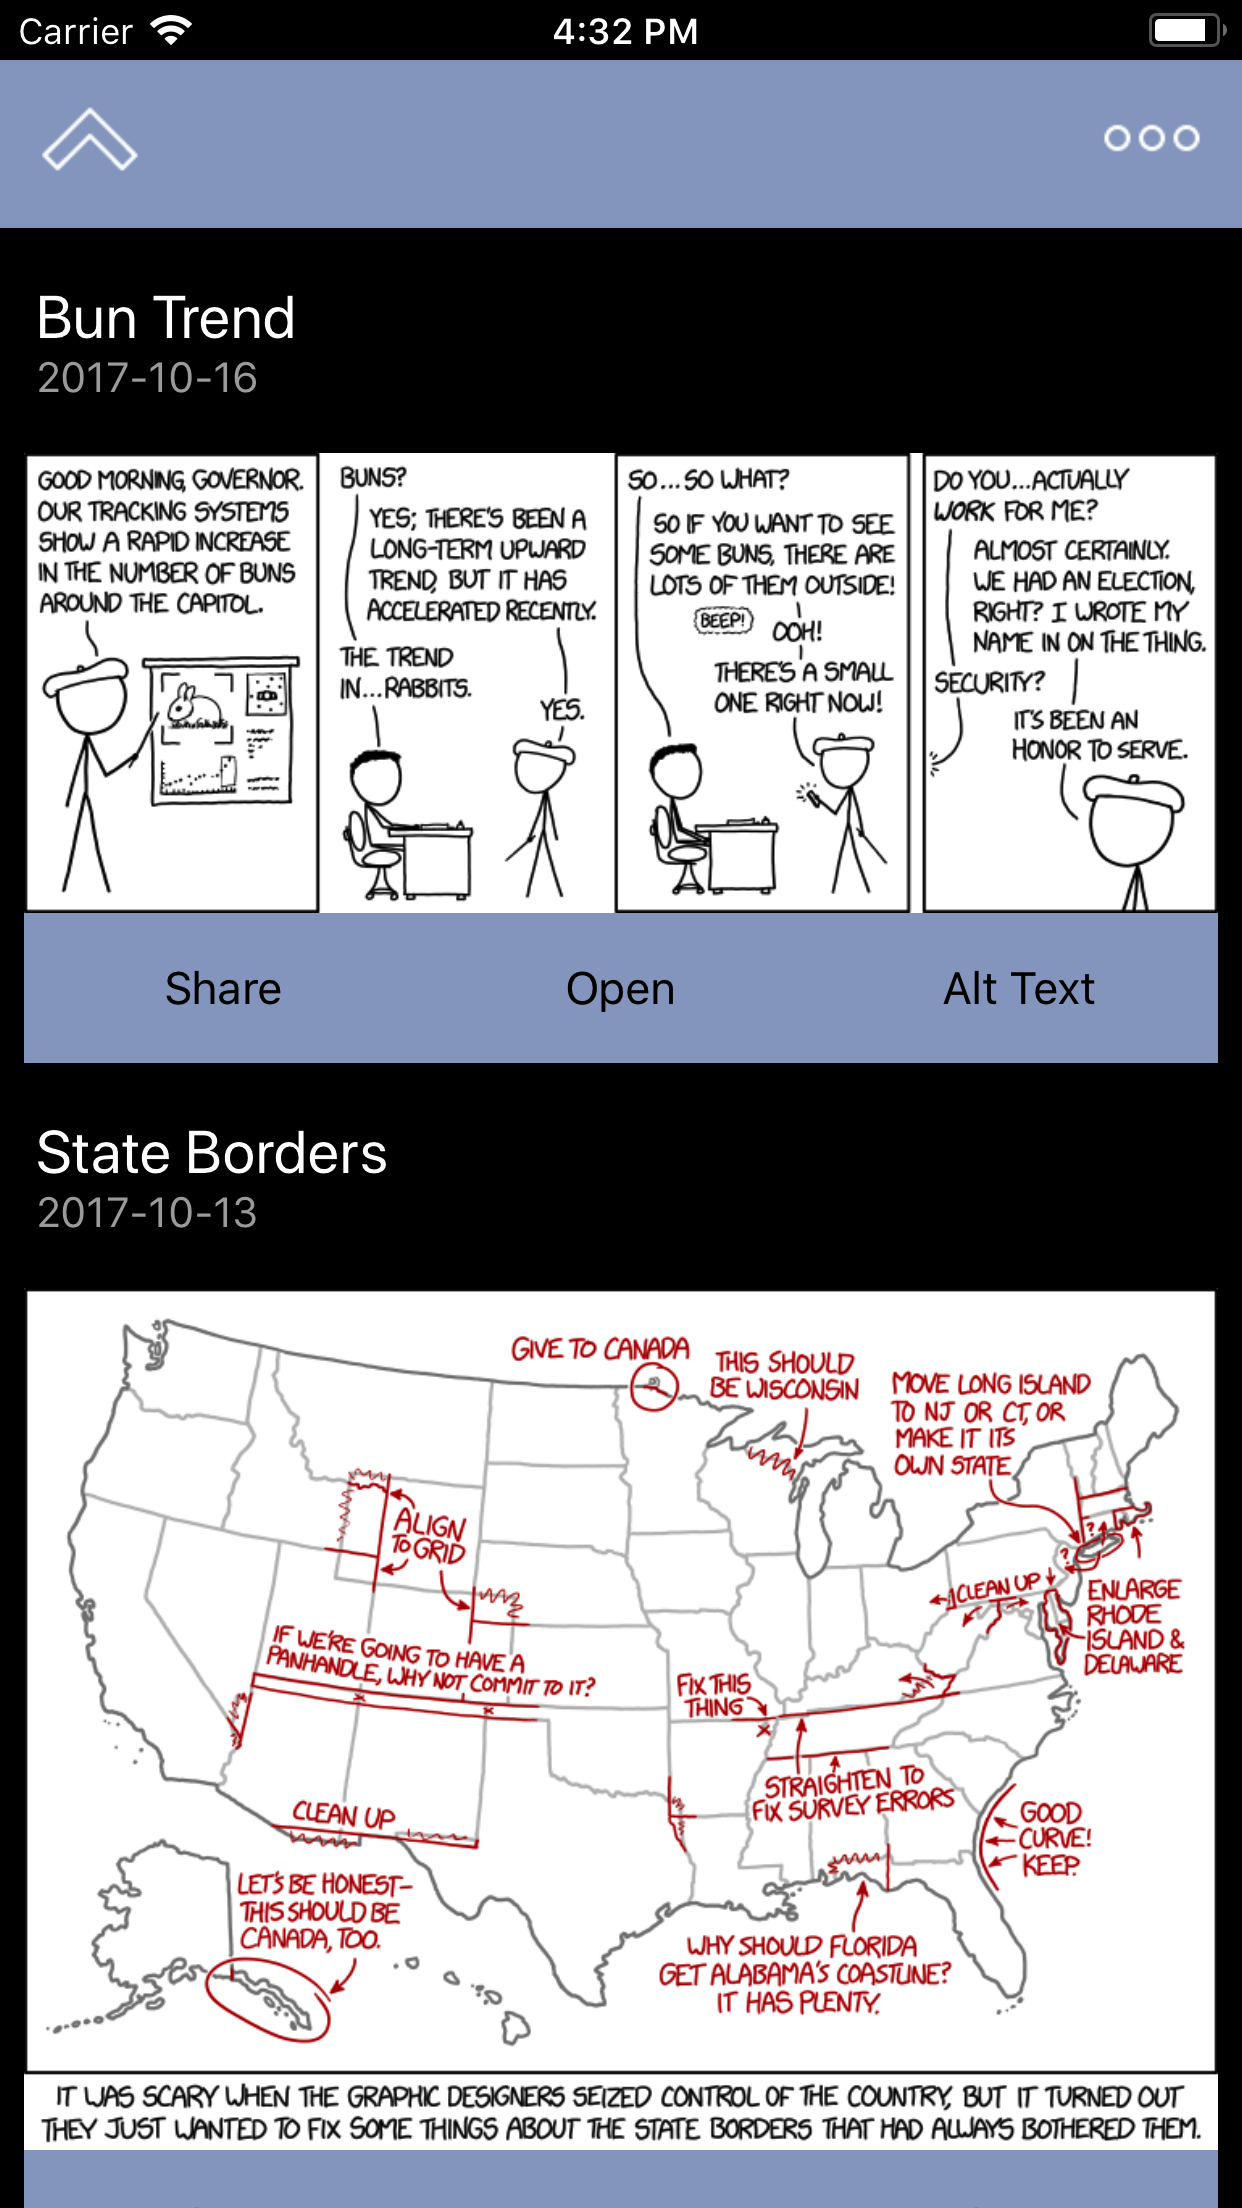 Carrier
4:32 PM
Bun Trend
2017-10-16
GOOD MORNING, GOVERNOR.
OUR TRACKING SYSTEMS
SHOW A RAPID INCREASE
IN THE NUMBER OF BUNS
AROUND THE CAPITOL.
BUNS?
YES; THERE'S BEEN A
LONG-TERM UPWARD
TREND, BUT IT HAS
ACCELERATED RECENTLY.
THE TREND
IN...RABBITS.
YES.
SO...SO WHAT?
SO IF YOU WANT TO SEE
SOME BUNS, THERE ARE
LOTS OF THEM OUTSIDE!
BEEP!
OOH!
THERE'S A SMALL
ONE RIGHT NOW!
DO YOU...ACTUALLY
WORK FOR ME?
ALMOST CERTAINLY.
WE HAD AN ELECTION,
RIGHT? I WROTE MY
NAME IN ON THE THING.
SECURITY?
IT'S BEEN AN
HONOR TO SERVE.
Share
Open
Alt Text
State Borders
2017-10-13
GIVE TO CANADA
THIS SHOULD
BE WISCONSIN
MOVE LONG ISLAND
TO NJ OR CT, OR
MAKE IT ITS
OWN STATE
ALIGN
TO GRID
? ?
CLEAN UP
ENLARGE
RHODE
ISLAND &
DELAWARE
IF WE'RE GOING TO HAVE A
PANHANDLE, WHY NOT COMMIT TO IT?
FIX THIS
THING
STRAIGHTEN TO
FIX SURVEY ERRORS
CLEAN UP
GOOD
CURVE!
KEEP.
LET'S BE HONEST—
THIS SHOULD BE
CANADA, TOO.
WHY SHOULD FLORIDA
GET ALABAMA'S COASTLINE?
IT HAS PLENTY.
IT WAS SCARY WHEN THE GRAPHIC DESIGNERS SEIZED CONTROL OF THE COUNTRY, BUT IT TURNED OUT
THEY JUST WANTED TO FIX SOME THINGS ABOUT THE STATE BORDERS THAT HAD ALWAYS BOTHERED THEM.